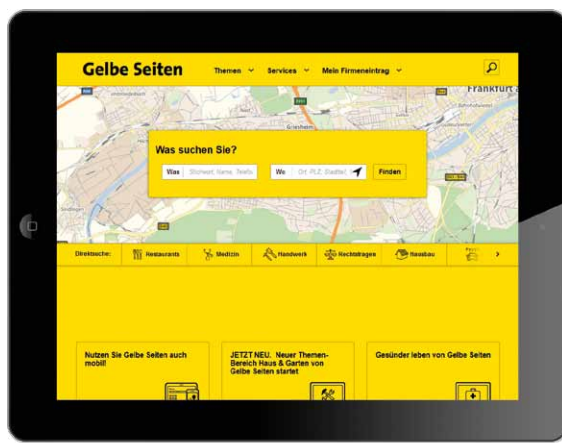 Gelbe Seiten
Themen Services Mein Firmeneintrag
Frankfurt a
Griesheim
Was suchen Sie?
Was Stichwort, Name, Telefo Wo Ort, PLZ, Stadtteil Finden
Direktsuche: Restaurants Medizin Handwerk Rechtsfragen Hausbau
Nutzen Sie Gelbe Seiten auch
mobil!
JETZT NEU. Neuer Themen-
Bereich Haus & Garten von
Gelbe Seiten startet
Gesünder leben von Gelbe Seiten